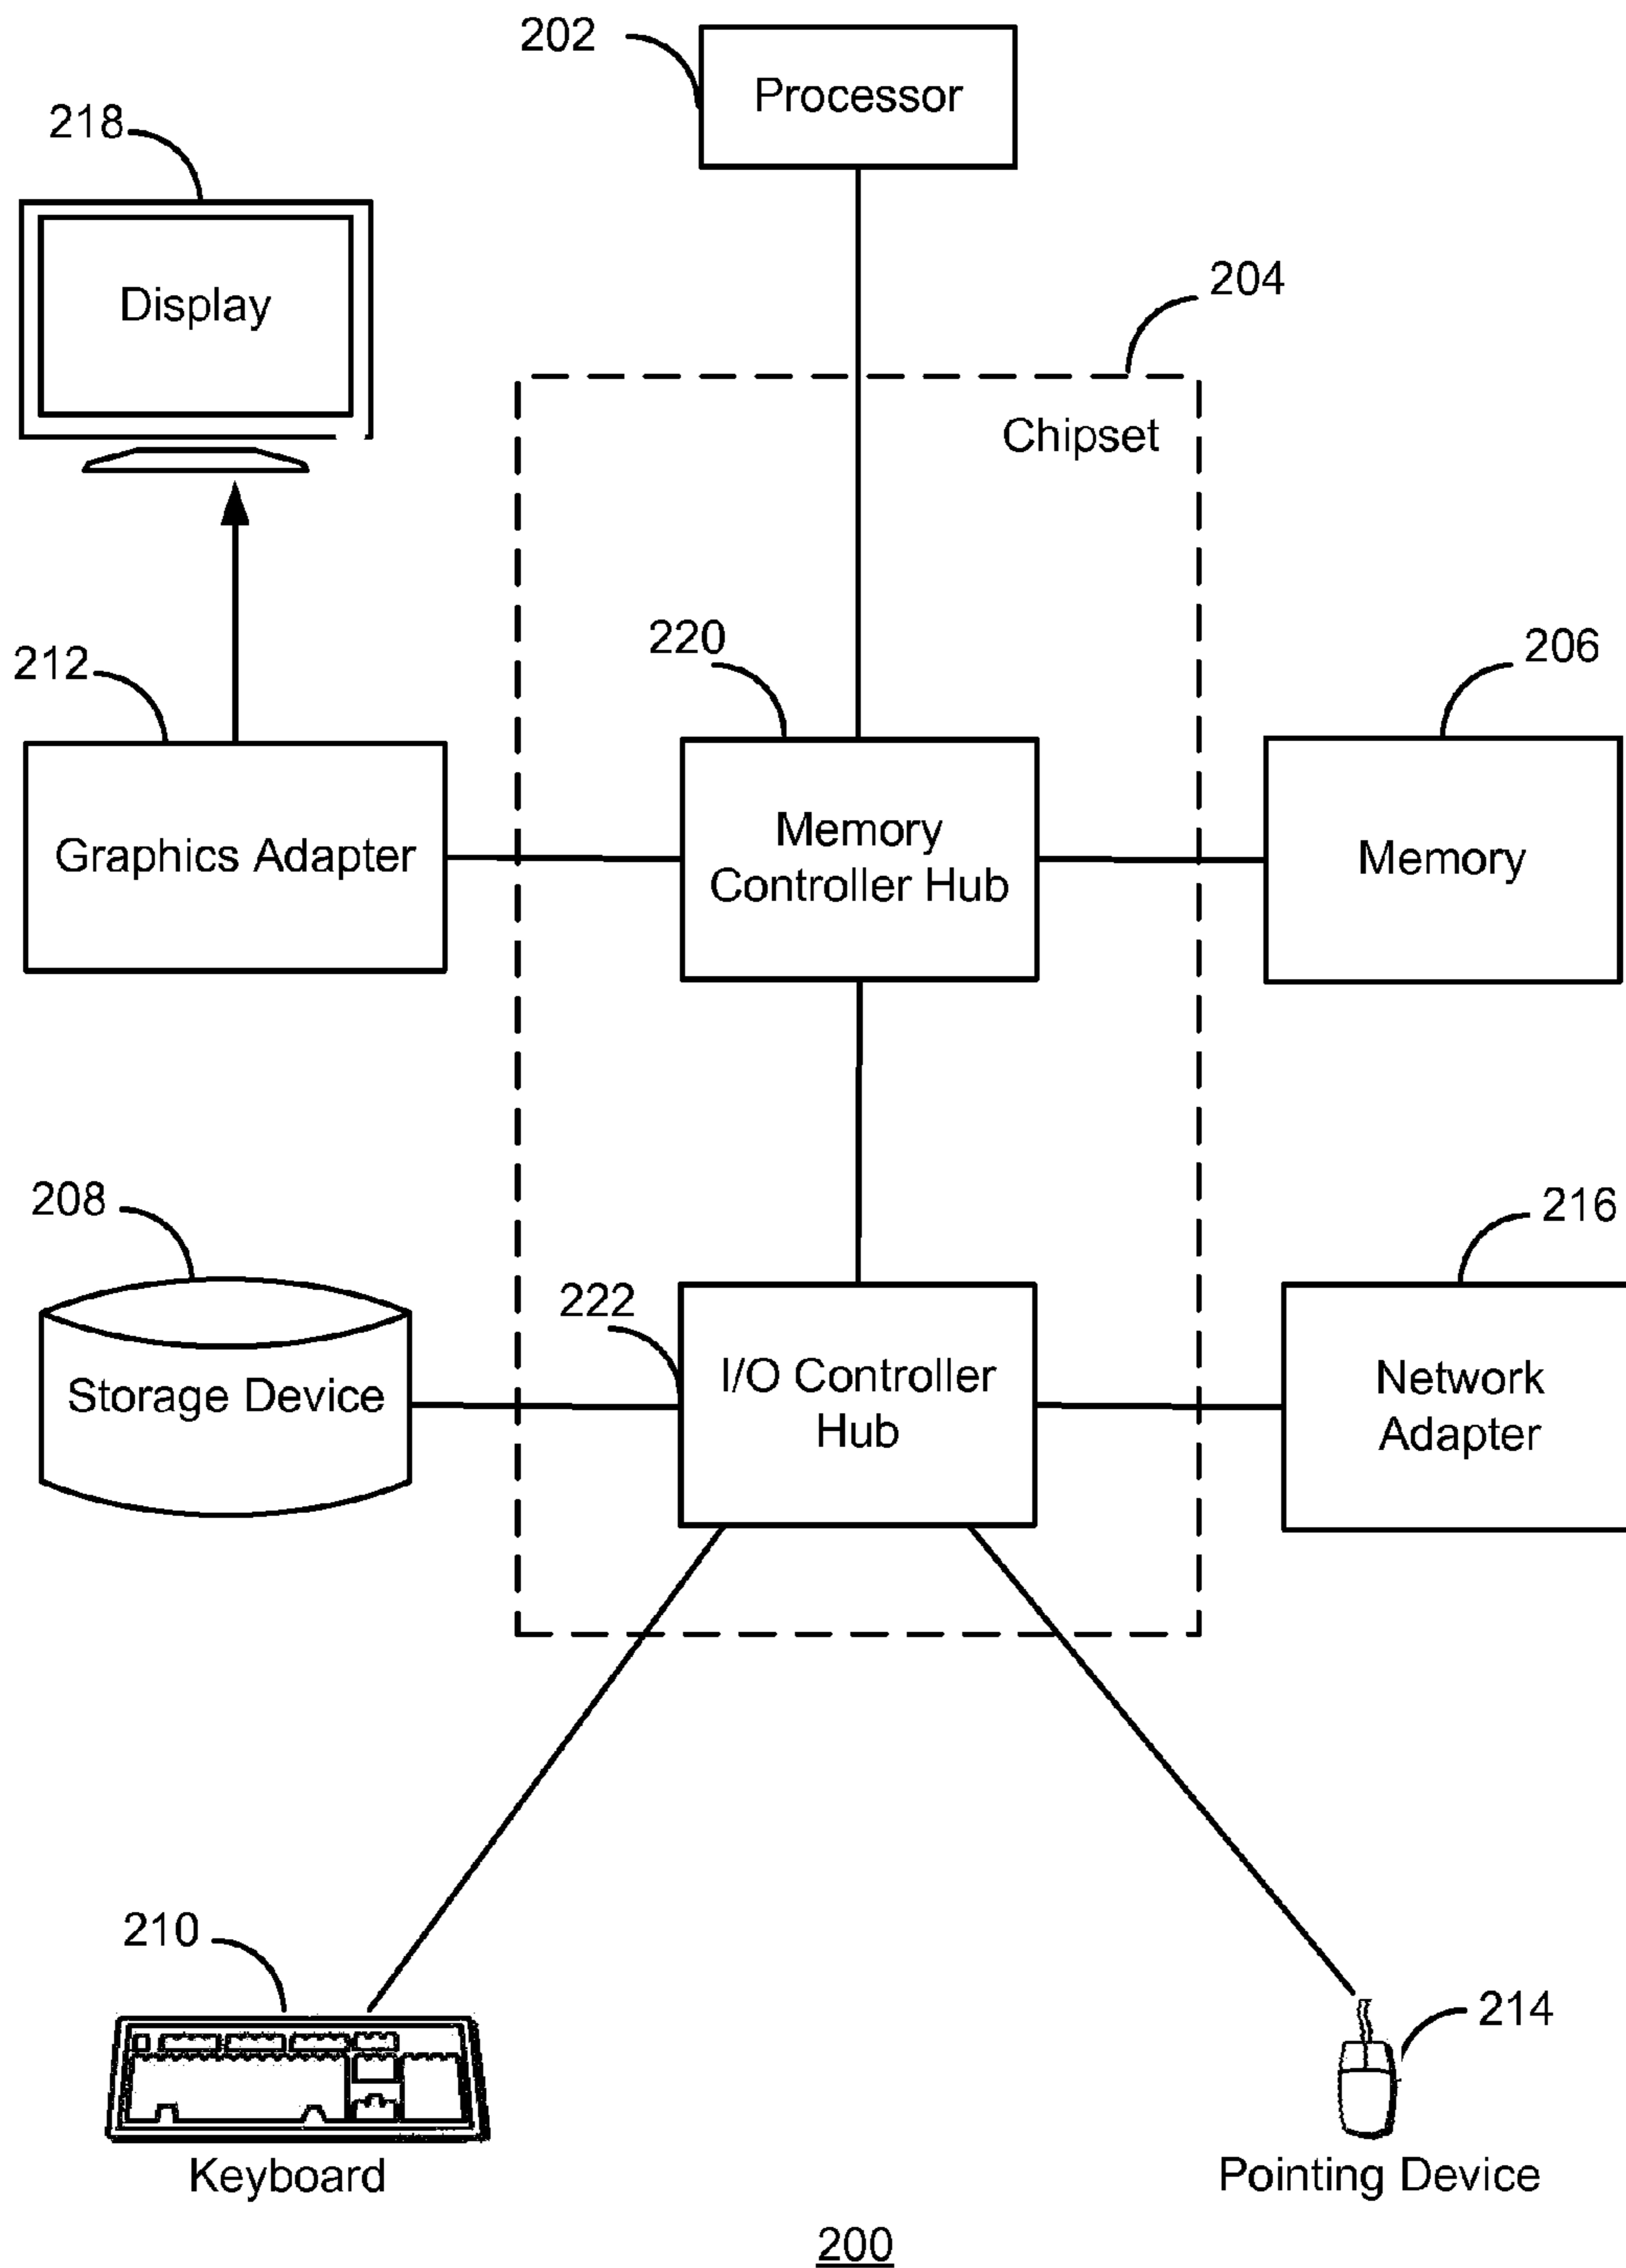 202
Processor
218
Display
204
Chipset
220
206
212
Memory
Controller Hub
Graphics Adapter
Memory
208
216
222
I/O Controller
Hub
Storage Device
Network
Adapter
210
214
Keyboard
Pointing Device
200